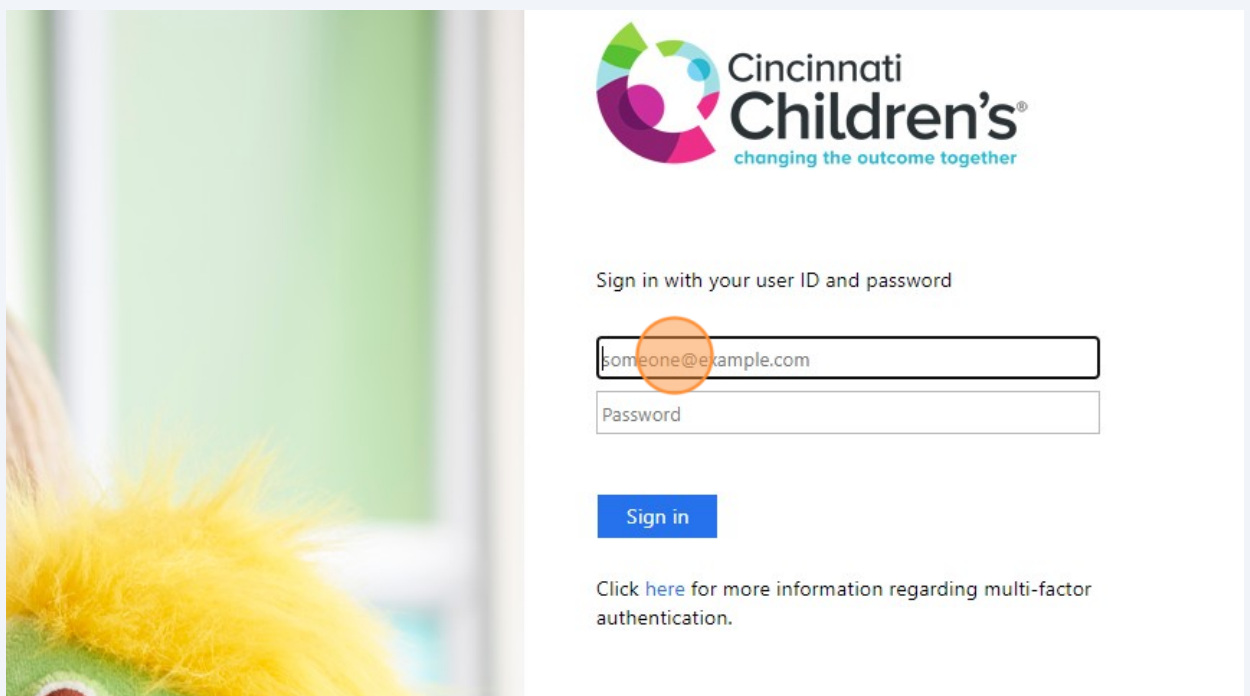 Cincinnati
Children's®
changing the outcome together
Sign in with your user ID and password
someone@example.com
Password
Sign in
Click here for more information regarding multi-factor
authentication.